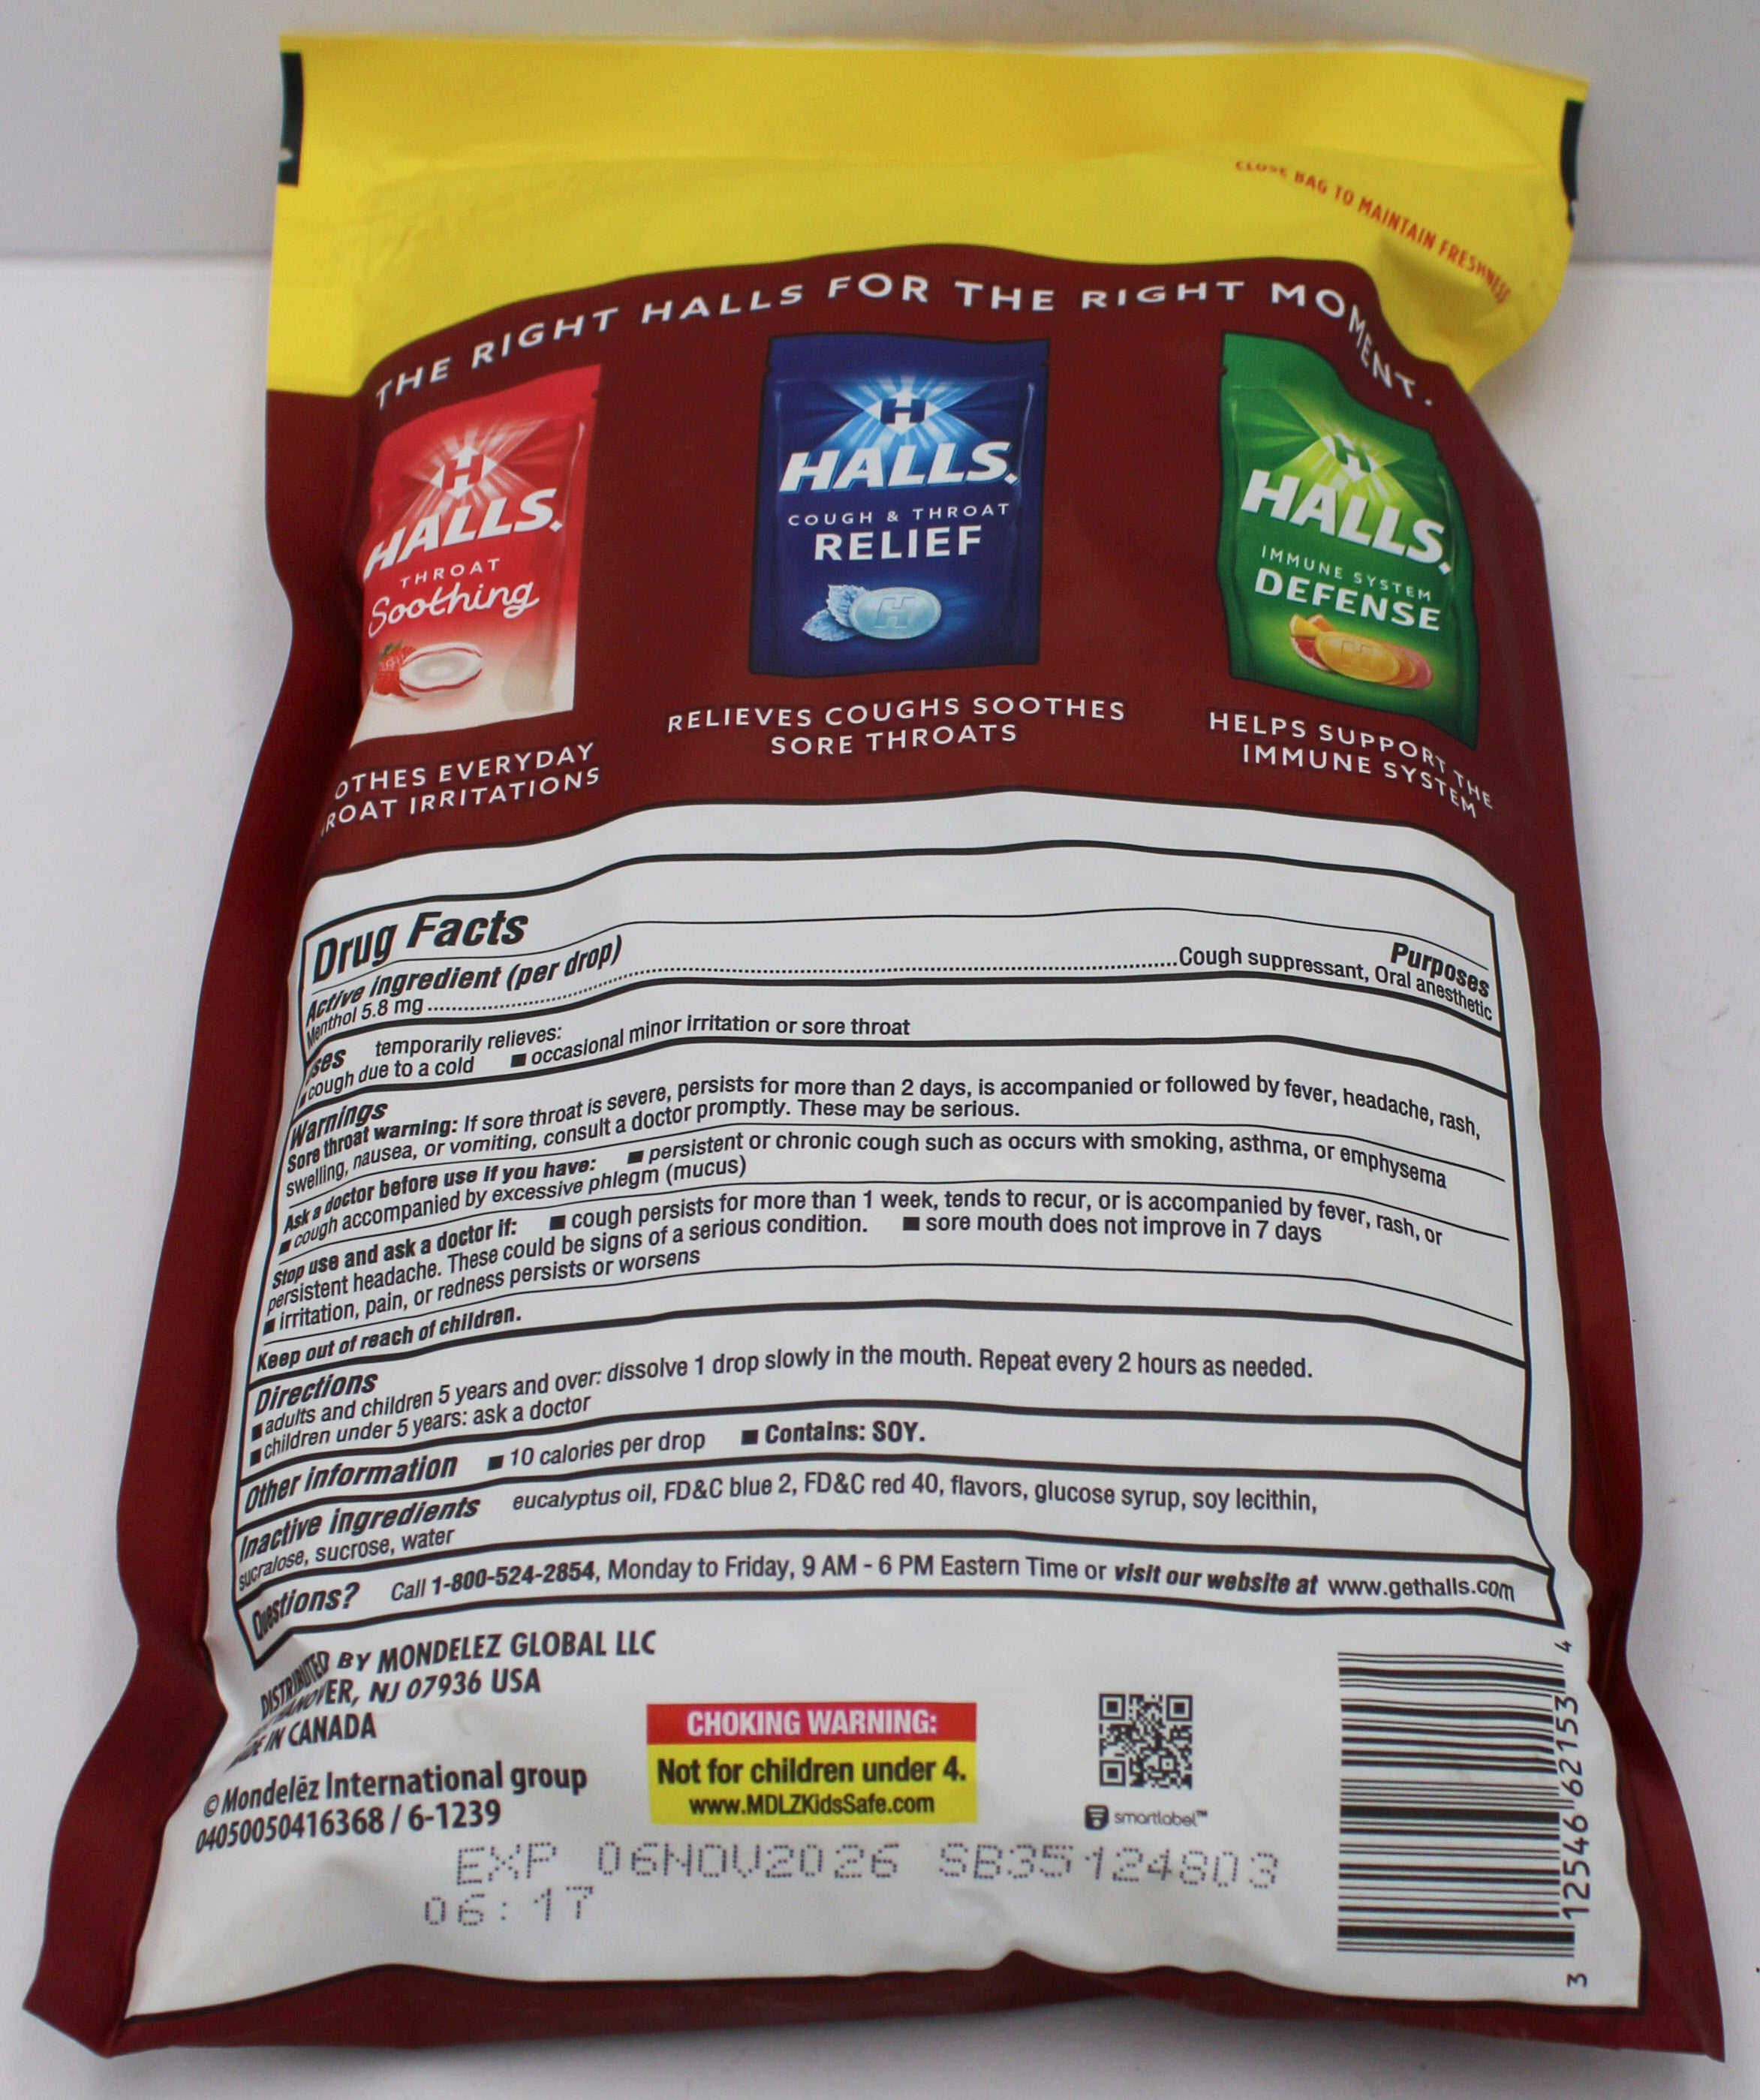 CLOSE BAG TO MAINTAIN FRESHNESS
THE RIGHT HALLS FOR THE RIGHT MOMENT.
H
HALLS.
THROAT
Soothing
OTHES EVERYDAY
ROAT IRRITATIONS
H
HALLS.
COUGH & THROAT
RELIEF
H
RELIEVES COUGHS SOOTHES
SORE THROATS
H
HALLS.
IMMUNE SYSTEM
DEFENSE
H
HELPS SUPPORT THE
IMMUNE SYSTEM
Drug Facts
Active ingredient (per drop) Purposes
Menthol 5.8 mg ........ Cough suppressant, Oral anesthetic
ses temporarily relieves:
■ cough due to a cold ■ occasional minor irritation or sore throat
Warnings
Sore throat warning: If sore throat is severe, persists for more than 2 days, is accompanied or followed by fever, headache, rash,
swelling, nausea, or vomiting, consult a doctor promptly. These may be serious.
Ask a doctor before use if you have: ■ persistent or chronic cough such as occurs with smoking, asthma, or emphysema
■ cough accompanied by excessive phlegm (mucus)
Stop use and ask a doctor if: ■ cough persists for more than 1 week, tends to recur, or is accompanied by fever, rash, or
persistent headache. These could be signs of a serious condition. ■ sore mouth does not improve in 7 days
■ irritation, pain, or redness persists or worsens
Keep out of reach of children.
Directions
■ adults and children 5 years and over: dissolve 1 drop slowly in the mouth. Repeat every 2 hours as needed.
■ children under 5 years: ask a doctor
Other information ■ 10 calories per drop ■ Contains: SOY.
Inactive ingredients eucalyptus oil, FD&C blue 2, FD&C red 40, flavors, glucose syrup, soy lecithin,
sucralose, sucrose, water
Questions? Call 1-800-524-2854, Monday to Friday, 9 AM - 6 PM Eastern Time or visit our website at www.gethalls.com
DISTRIBUTED BY MONDELEZ GLOBAL LLC
HANOVER, NJ 07936 USA
IN CANADA
© Mondelēz International group
04050050416368 / 6-1239
CHOKING WARNING:
Not for children under 4.
www.MDLZKidsSafe.com
smartlabel™
EXP 06NOV2026 SB35124803
06:17
3 12546 62153 4